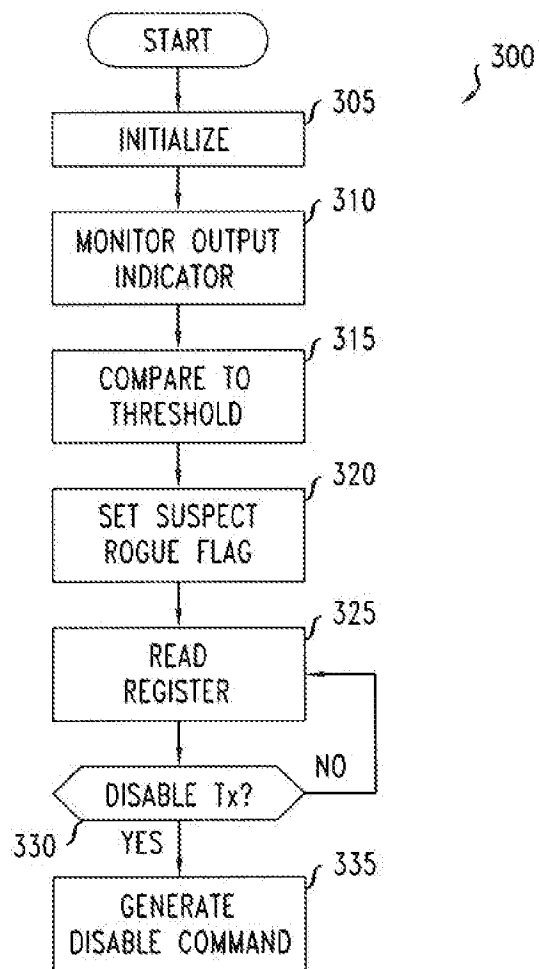 START
300
305
INITIALIZE
310
MONITOR OUTPUT
INDICATOR
315
COMPARE TO
THRESHOLD
320
SET SUSPECT
ROGUE FLAG
325
READ
REGISTER
NO
DISABLE Tx?
330
YES
335
GENERATE
DISABLE COMMAND